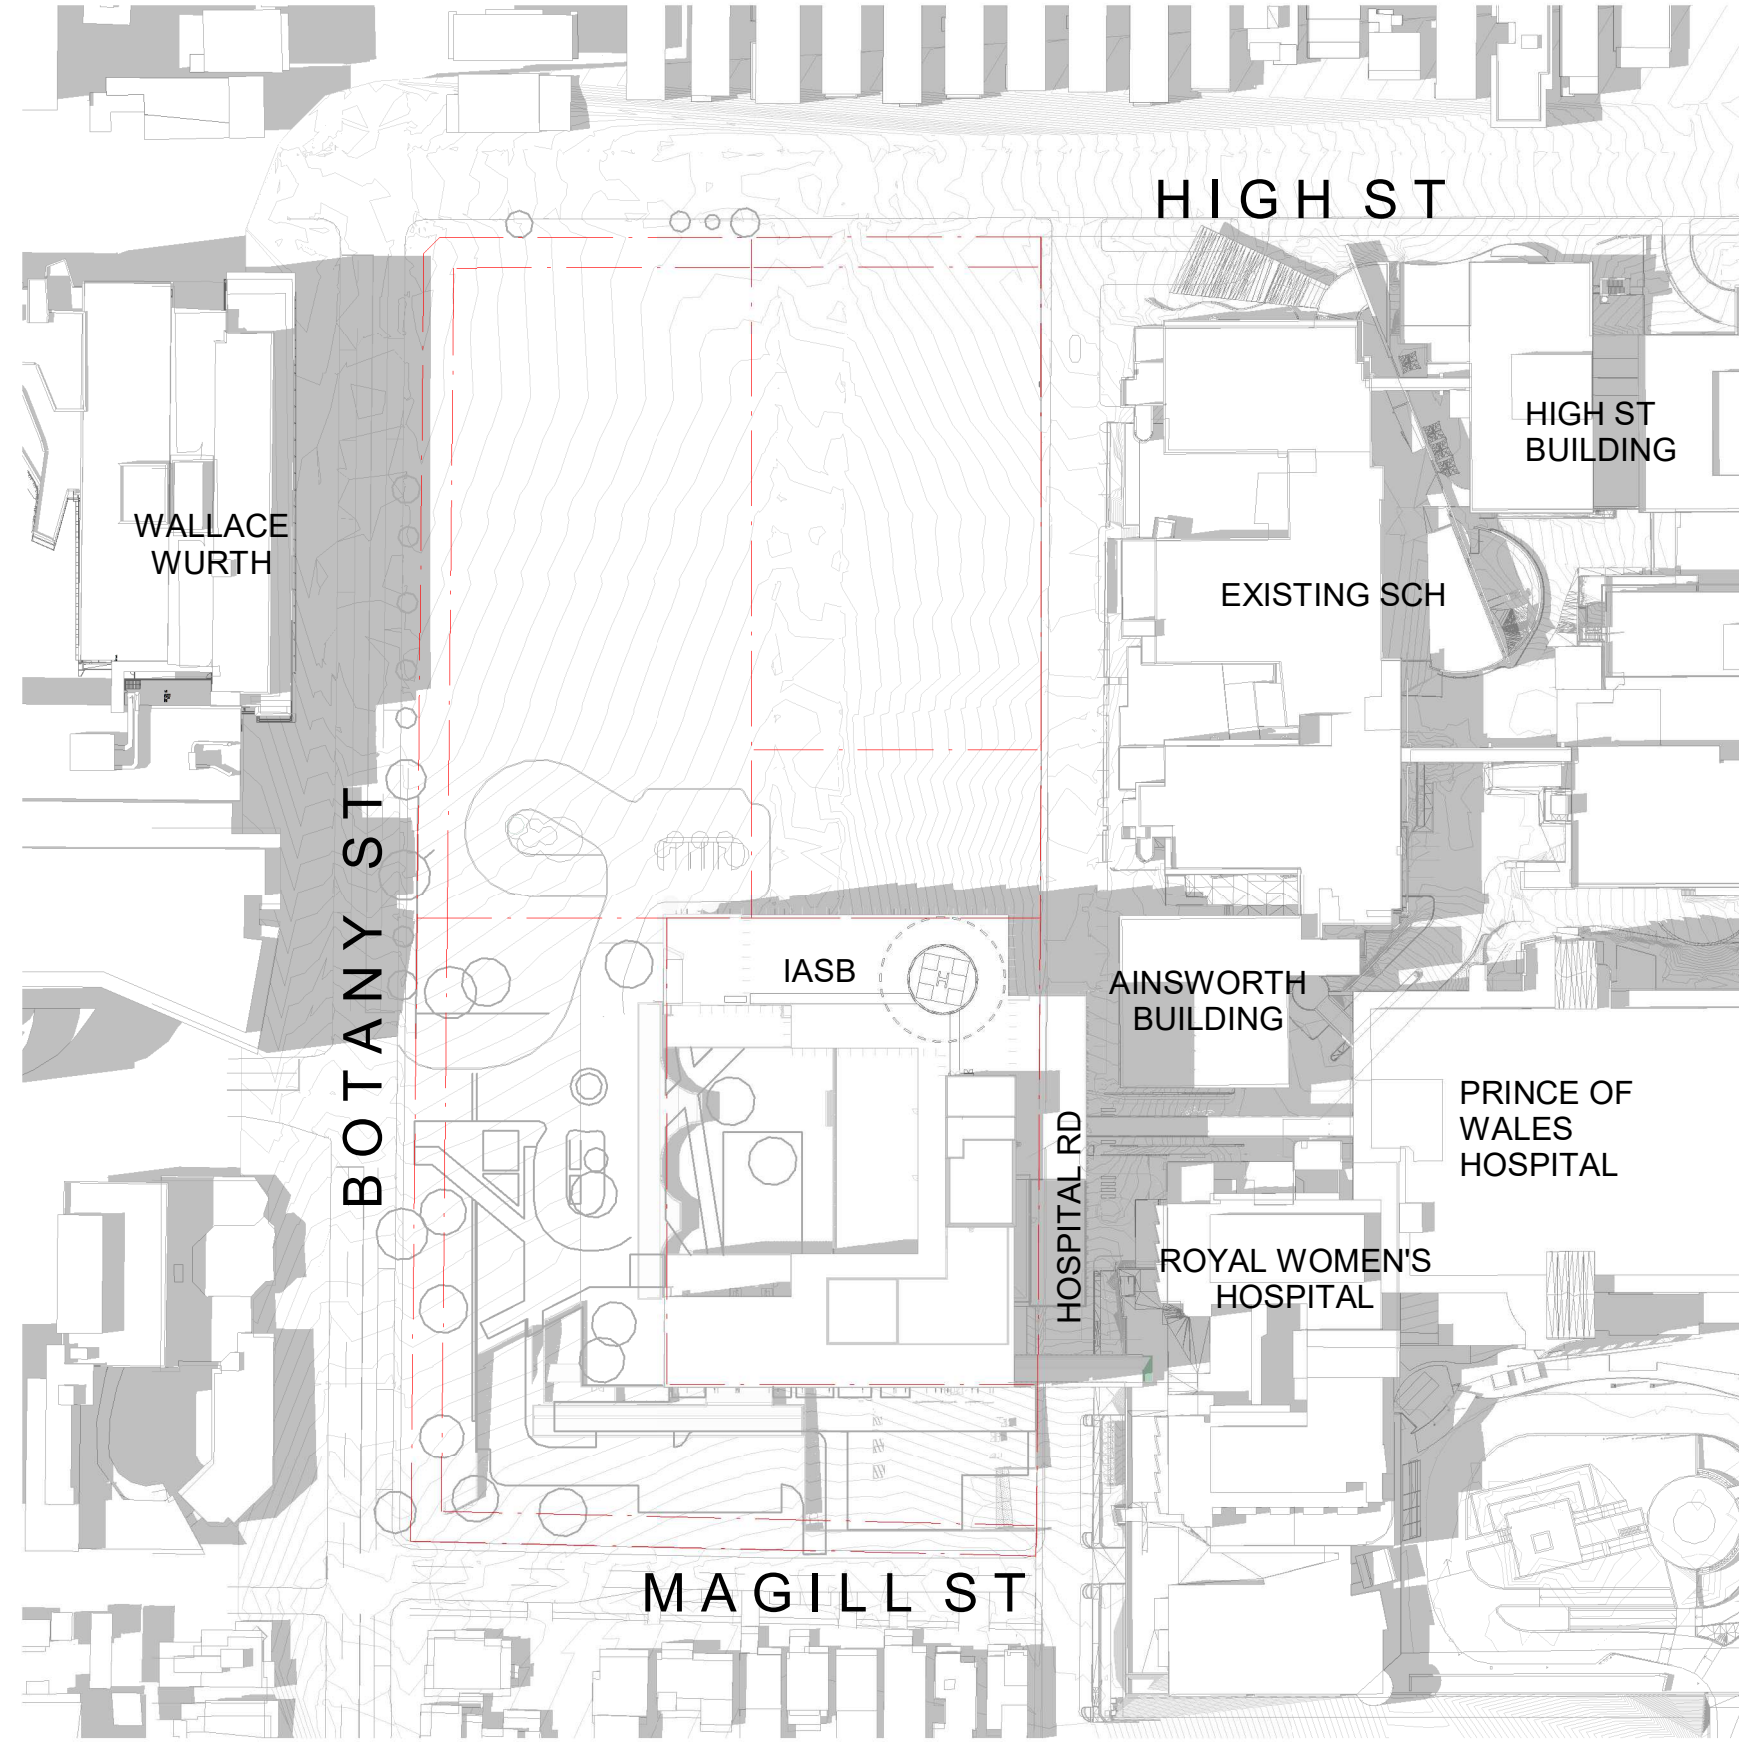 HIGH ST
HIGH ST
BUILDING
WALLACE
WURTH
EXISTING SCH
BOTANY ST
IASB
H
AINSWORTH
BUILDING
PRINCE OF
WALES
HOSPITAL
HOSPITAL RD
ROYAL WOMEN'S
HOSPITAL
MAGILL ST